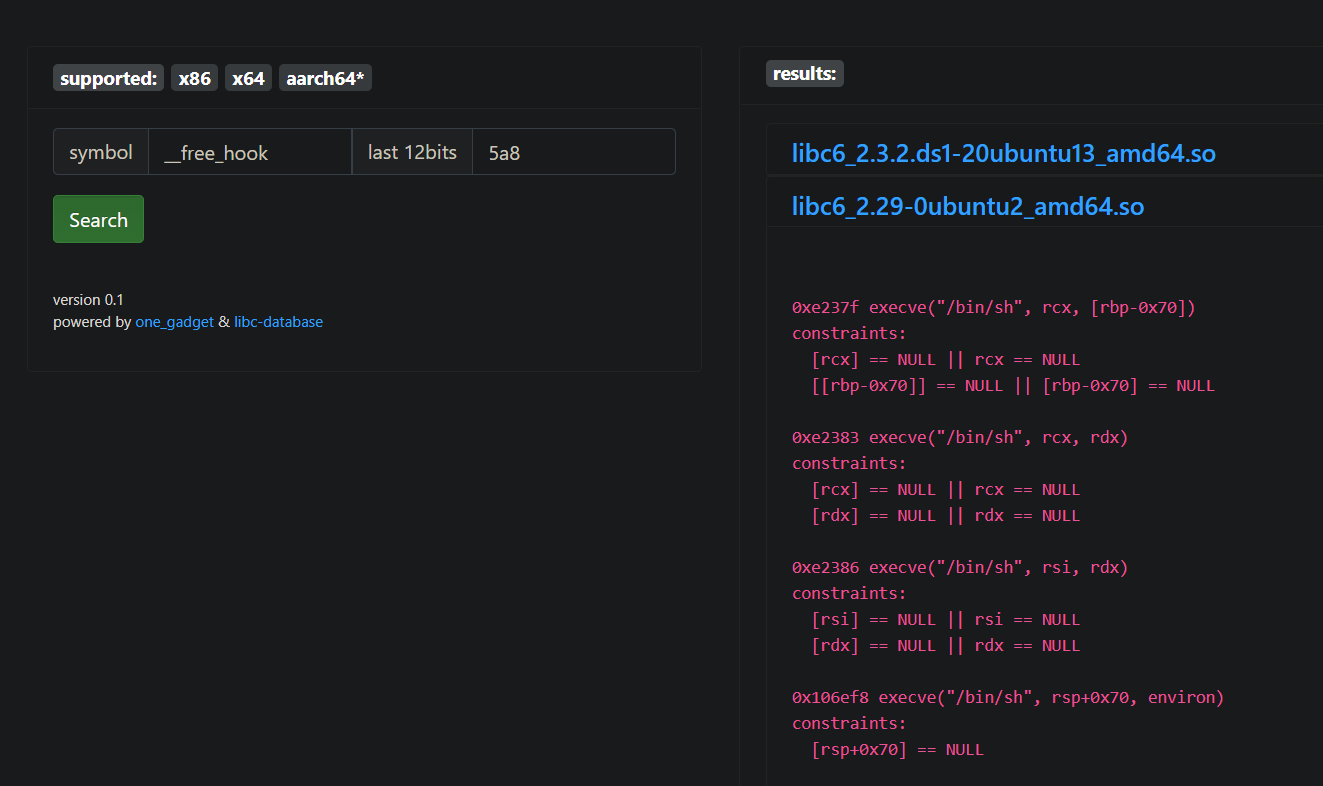 supported: x86 x64 aarch64*
symbol __free_hook last 12bits 5a8
Search
version 0.1
powered by one_gadget & libc-database
results:
libc6_2.3.2.ds1-20ubuntu13_amd64.so
libc6_2.29-0ubuntu2_amd64.so
0xe237f execve("/bin/sh", rcx, [rbp-0x70])
constraints:
[rcx] == NULL || rcx == NULL
[[rbp-0x70]] == NULL || [rbp-0x70] == NULL
0xe2383 execve("/bin/sh", rcx, rdx)
constraints:
[rcx] == NULL || rcx == NULL
[rdx] == NULL || rdx == NULL
0xe2386 execve("/bin/sh", rsi, rdx)
constraints:
[rsi] == NULL || rsi == NULL
[rdx] == NULL || rdx == NULL
0x106ef8 execve("/bin/sh", rsp+0x70, environ)
constraints:
[rsp+0x70] == NULL